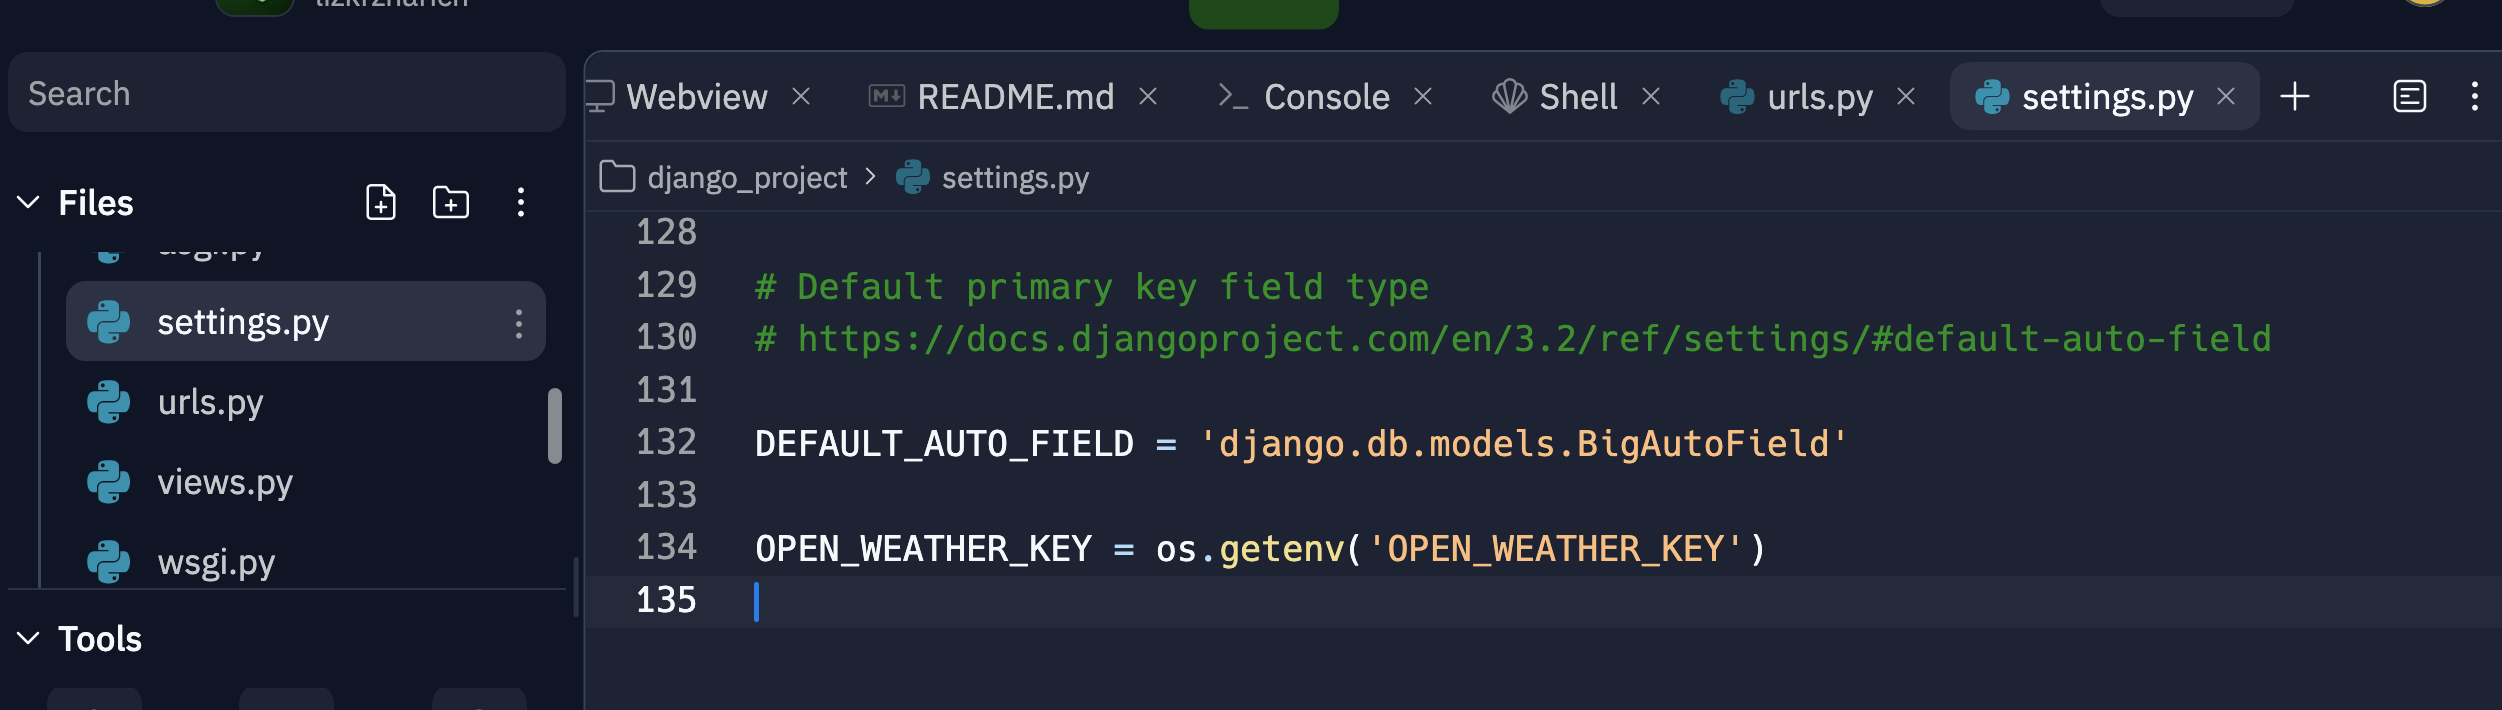 Search
Webview
README.md
Console
Shell
urls.py
settings.py
django_project > settings.py
Files
settings.py
urls.py
views.py
wsgi.py
Tools
128
129 # Default primary key field type
130 # https://docs.djangoproject.com/en/3.2/ref/settings/#default-auto-field
131
132 DEFAULT_AUTO_FIELD = 'django.db.models.BigAutoField'
133
134 OPEN_WEATHER_KEY = os.getenv('OPEN_WEATHER_KEY')
135